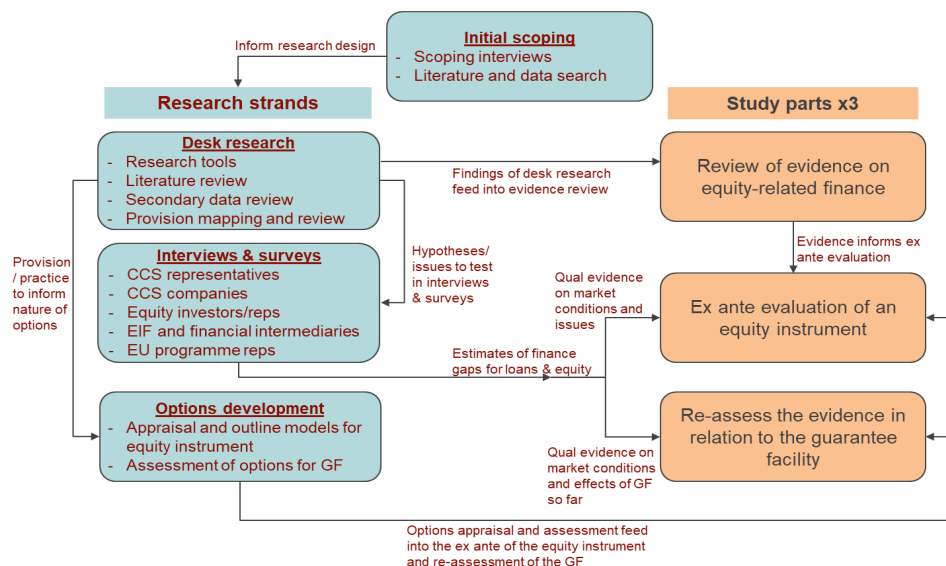 Initial scoping
- Scoping interviews
- Literature and data search
Inform research design
Research strands
Study parts x3
Desk research
- Research tools
- Literature review
- Secondary data review
- Provision mapping and review
Findings of desk research
feed into evidence review
Review of evidence on
equity-related finance
Provision
/ practice
to inform
nature of
options
Hypotheses/
issues to test
in interviews
& surveys
Evidence informs ex
ante evaluation
Interviews & surveys
- CCS representatives
- CCS companies
- Equity investors/reps
- EIF and financial intermediaries
- EU programme reps
Qual evidence
on market
conditions and
issues
Ex ante evaluation of an
equity instrument
Estimates of finance
gaps for loans & equity
Options development
- Appraisal and outline models for
equity instrument
- Assessment of options for GF
Re-assess the evidence in
relation to the guarantee
facility
Qual evidence on
market conditions
and effects of GF
so far
Options appraisal and assessment feed
into the ex ante of the equity instrument
and re-assessment of the GF